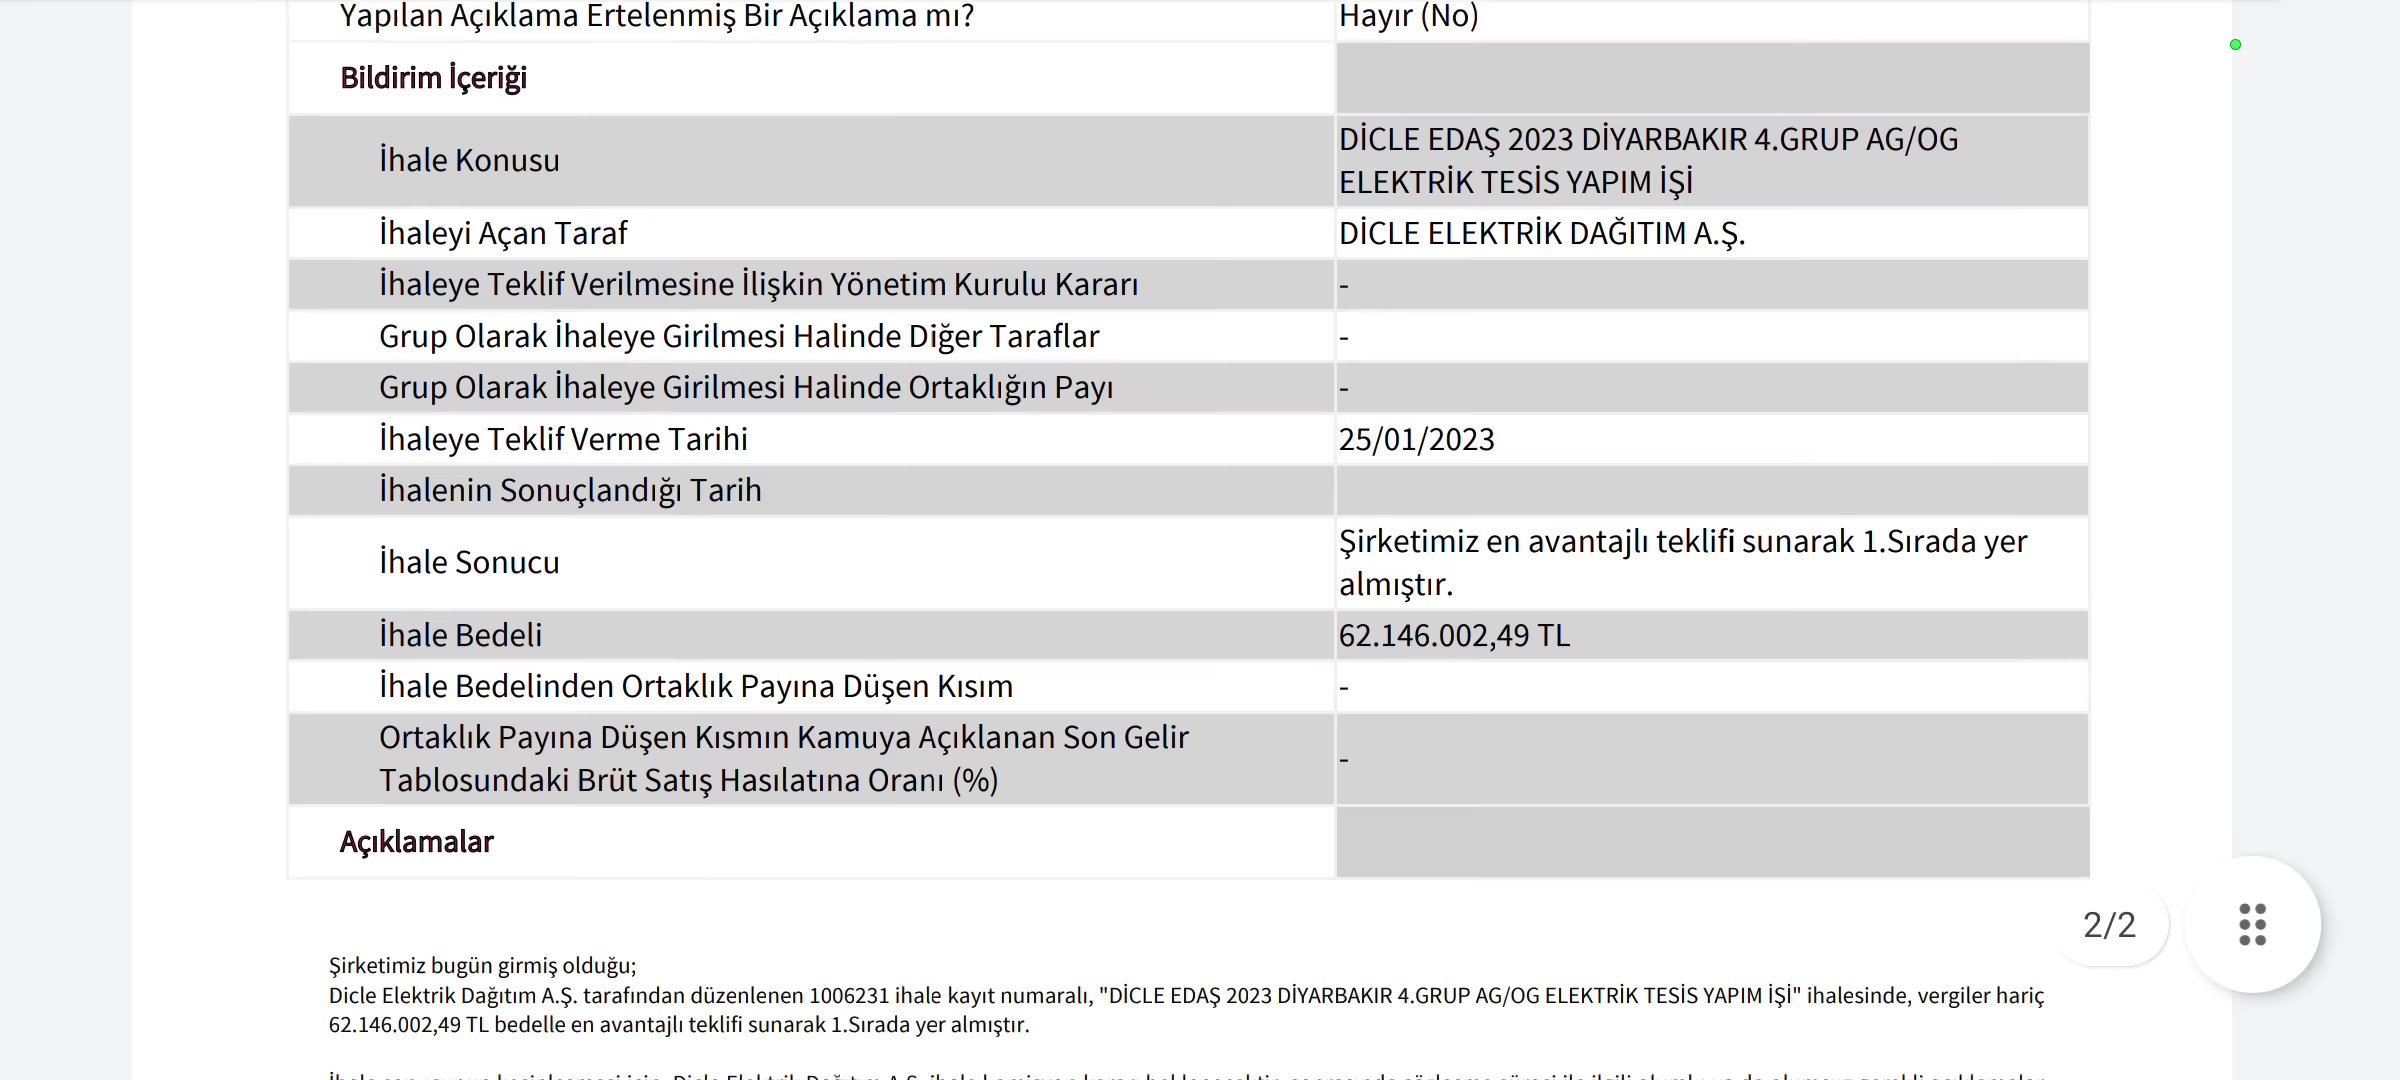 Yapılan Açıklama Ertelenmiş Bir Açıklama mı?
Hayır (No)
Bildirim İçeriği
İhale Konusu
DİCLE EDAŞ 2023 DİYARBAKIR 4.GRUP AG/OG
ELEKTRİK TESİS YAPIM İŞİ
İhaleyi Açan Taraf
DİCLE ELEKTRİK DAĞITIM A.Ş.
İhaleye Teklif Verilmesine İlişkin Yönetim Kurulu Kararı
-
Grup Olarak İhaleye Girilmesi Halinde Diğer Taraflar
-
Grup Olarak İhaleye Girilmesi Halinde Ortaklığın Payı
-
İhaleye Teklif Verme Tarihi
25/01/2023
İhalenin Sonuçlandığı Tarih
İhale Sonucu
Şirketimiz en avantajlı teklifi sunarak 1.Sırada yer
almıştır.
İhale Bedeli
62.146.002,49 TL
İhale Bedelinden Ortaklık Payına Düşen Kısım
-
Ortaklık Payına Düşen Kısmın Kamuya Açıklanan Son Gelir
Tablosundaki Brüt Satış Hasılatına Oranı (%)
-
Açıklamalar
2/2
Şirketimiz bugün girmiş olduğu;
Dicle Elektrik Dağıtım A.Ş. tarafından düzenlenen 1006231 ihale kayıt numaralı, "DİCLE EDAŞ 2023 DİYARBAKIR 4.GRUP AG/OG ELEKTRİK TESİS YAPIM İŞİ" ihalesinde, vergiler hariç
62.146.002,49 TL bedelle en avantajlı teklifi sunarak 1.Sırada yer almıştır.